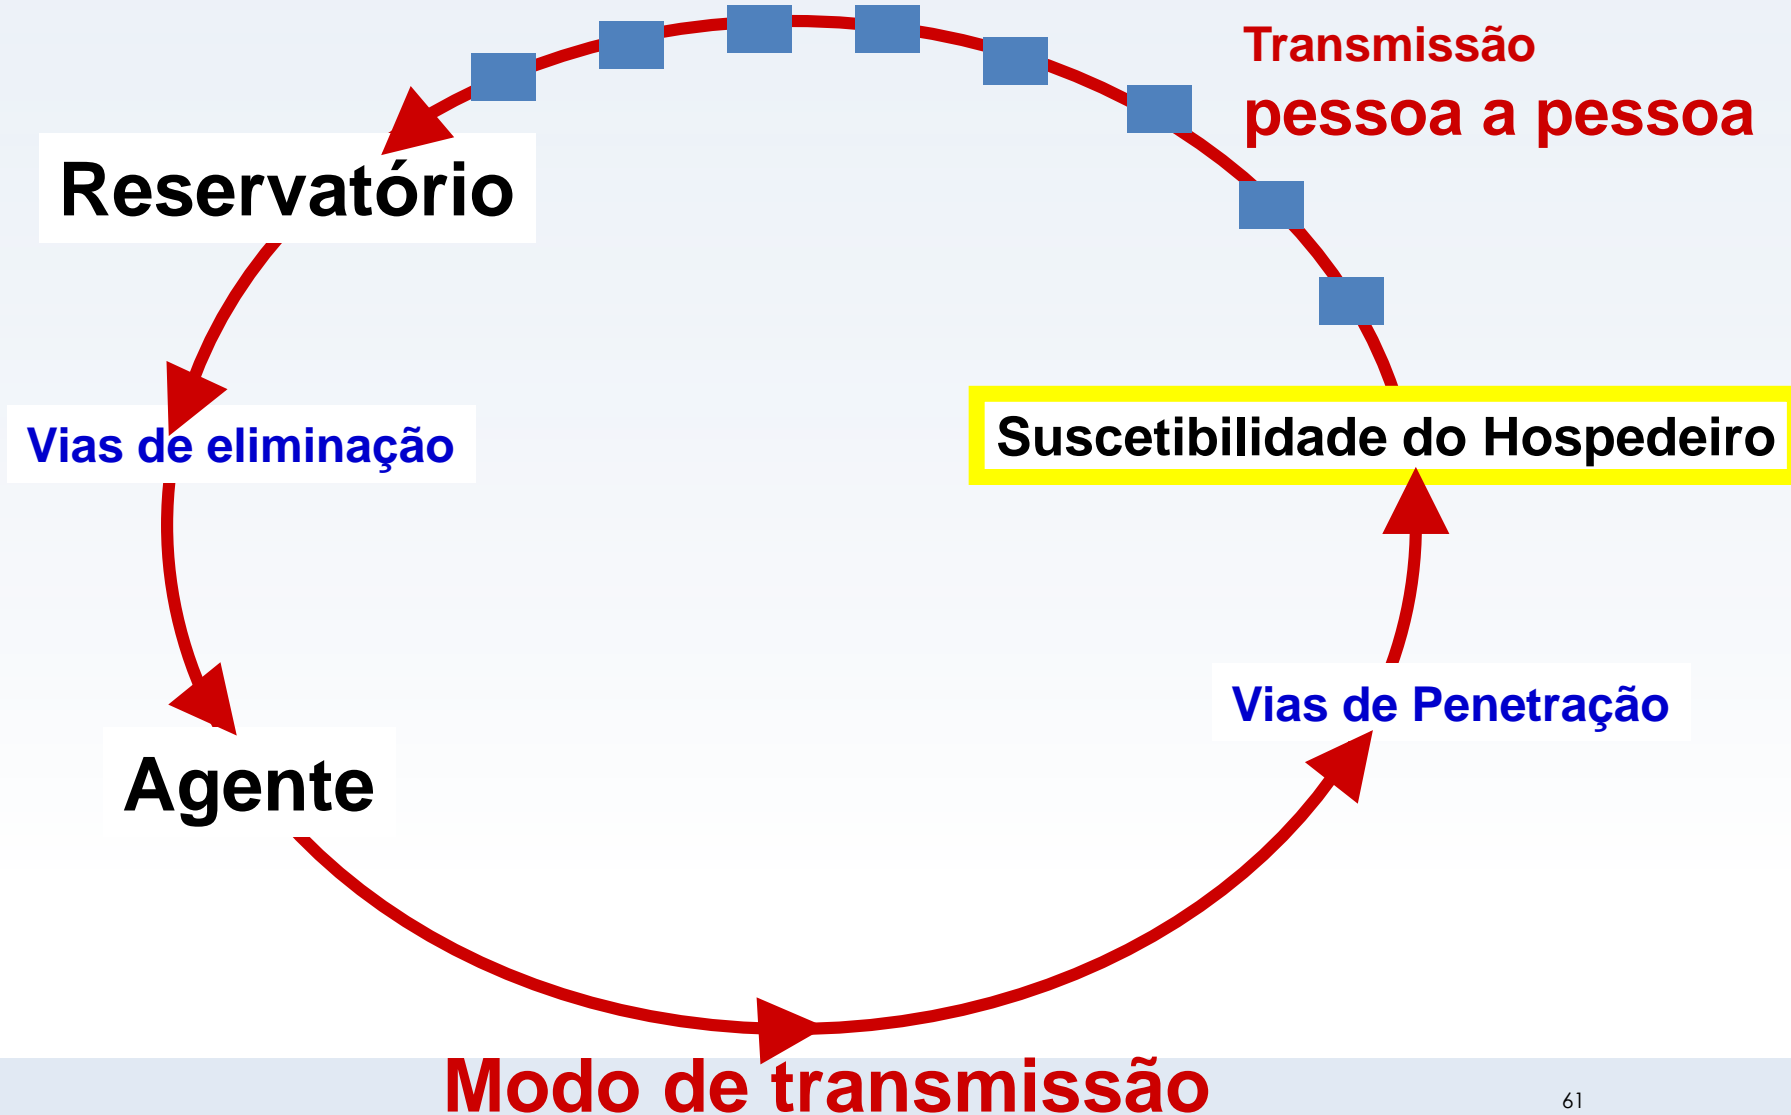 Transmissão
pessoa a pessoa
Reservatório
Vias de eliminação
Suscetibilidade do Hospedeiro
Vias de Penetração
Agente
Modo de transmissão
61